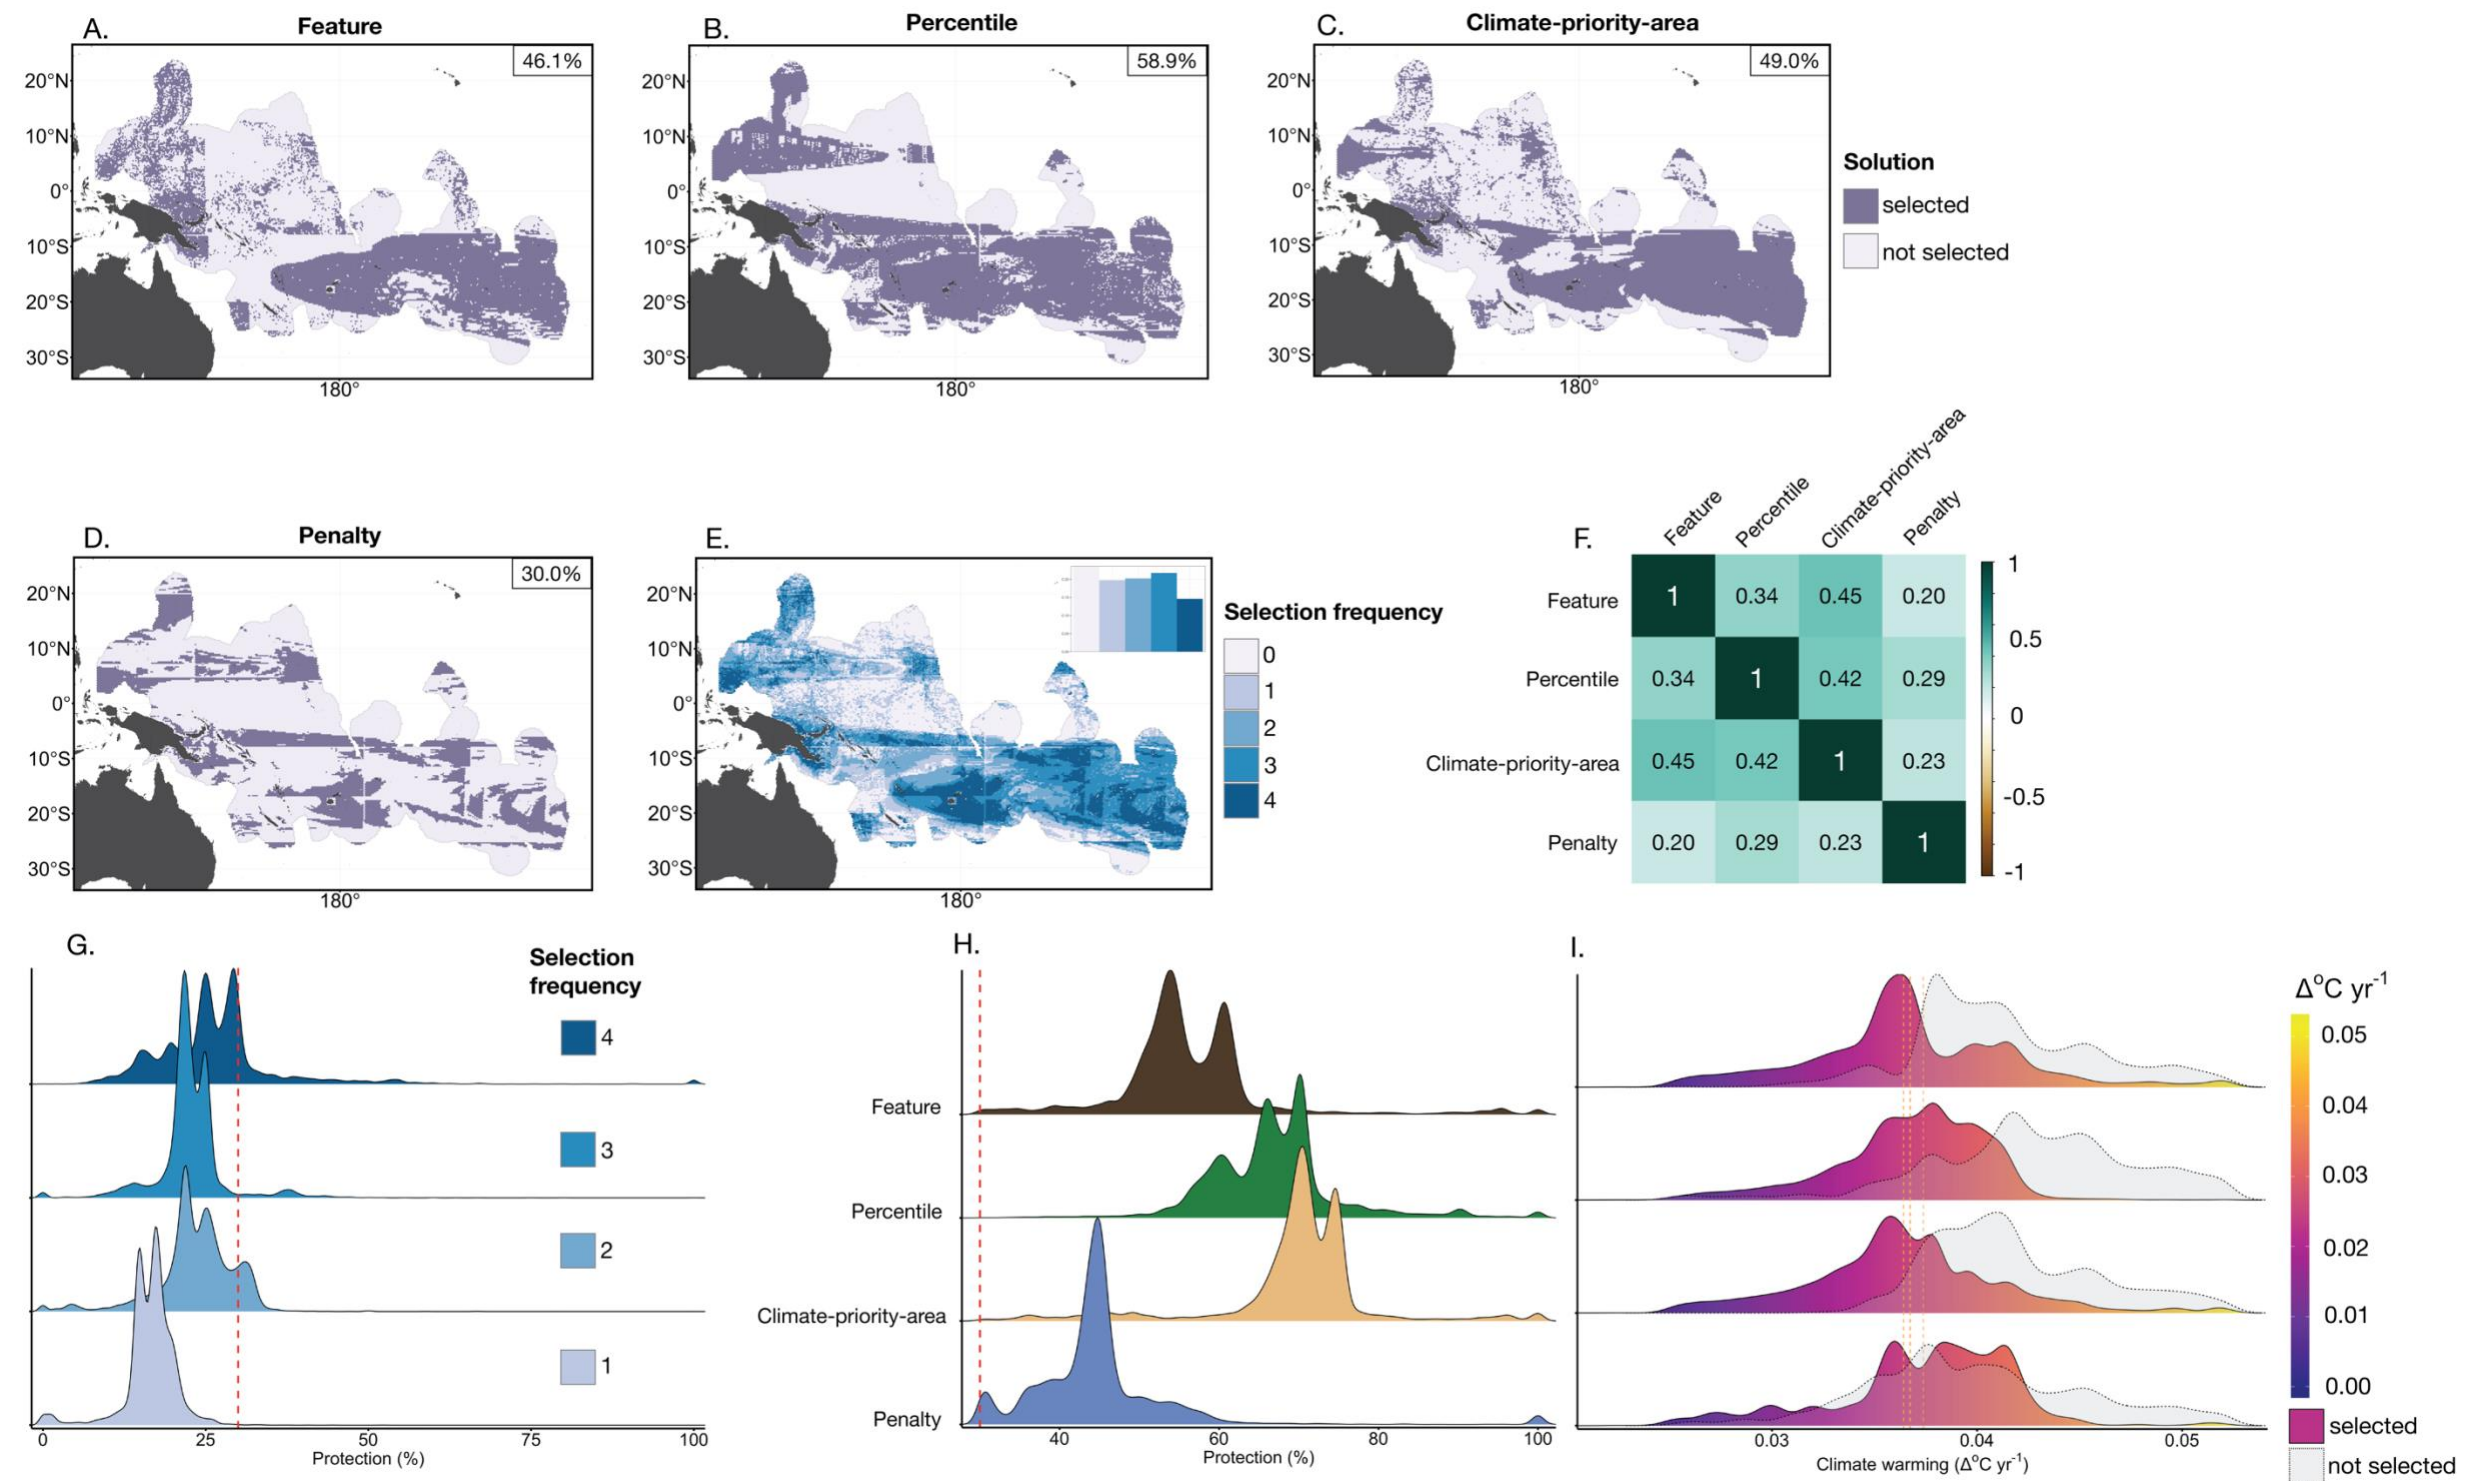 A.
Feature
46.1%
20°N
10°N
0°
10°S
20°S
30°S
180°
B.
Percentile
58.9%
20°N
10°N
0°
10°S
20°S
30°S
180°
C.
Climate-priority-area
49.0%
20°N
10°N
0°
10°S
20°S
30°S
180°
Solution
selected
not selected
D.
Penalty
30.0%
20°N
10°N
0°
10°S
20°S
30°S
180°
E.
20°N
10°N
0°
10°S
20°S
30°S
180°
Selection frequency
0
1
2
3
4
F.
Feature
Percentile
Climate-priority-area
Penalty
Feature 1 0.34 0.45 0.20
Percentile 0.34 1 0.42 0.29
Climate-priority-area 0.45 0.42 1 0.23
Penalty 0.20 0.29 0.23 1
1
0.5
0
-0.5
-1
G.
Selection
frequency
4
3
2
1
0 25 50 75 100
Protection (%)
H.
Feature
Percentile
Climate-priority-area
Penalty
40 60 80 100
Protection (%)
I.
0.03 0.04 0.05
Climate warming (Δ°C yr⁻¹)
Δ°C yr⁻¹
0.05
0.04
0.03
0.02
0.01
0.00
selected
not selected